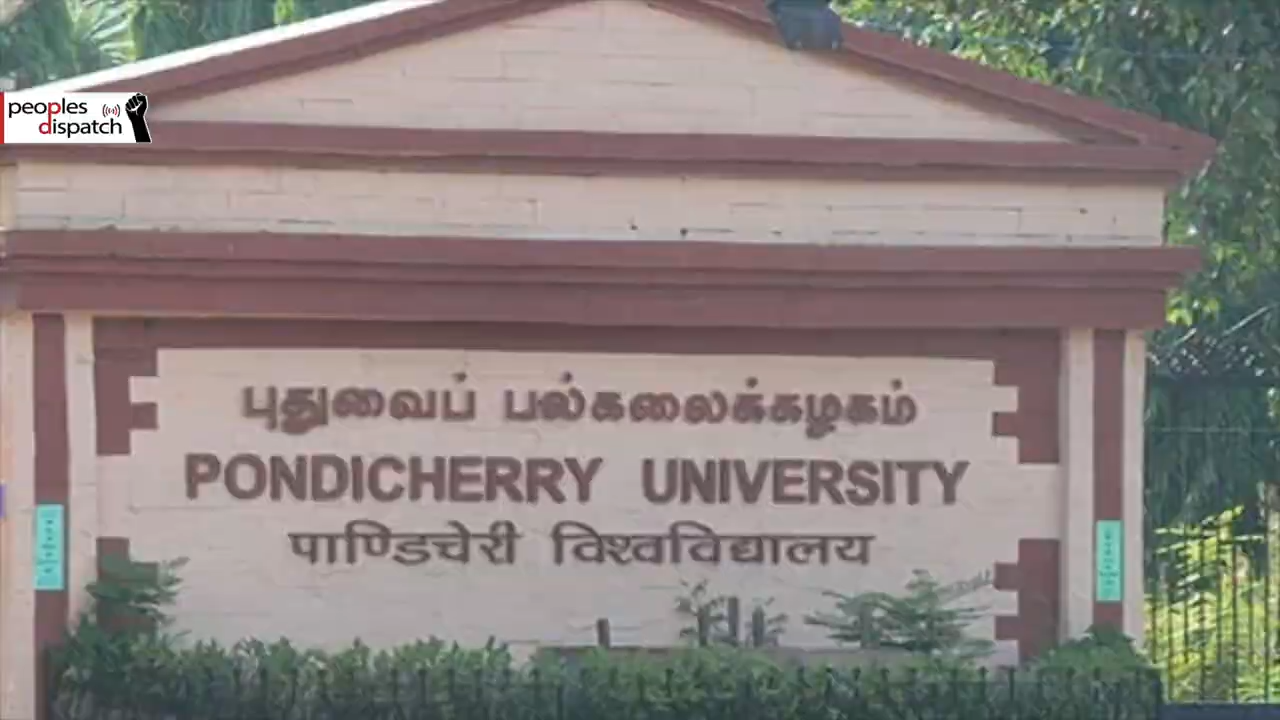 peoples
dispatch
புதுவைப் பல்கலைக்கழகம்
PONDICHERRY UNIVERSITY
पाण्डिचेरी विश्वविद्यालय